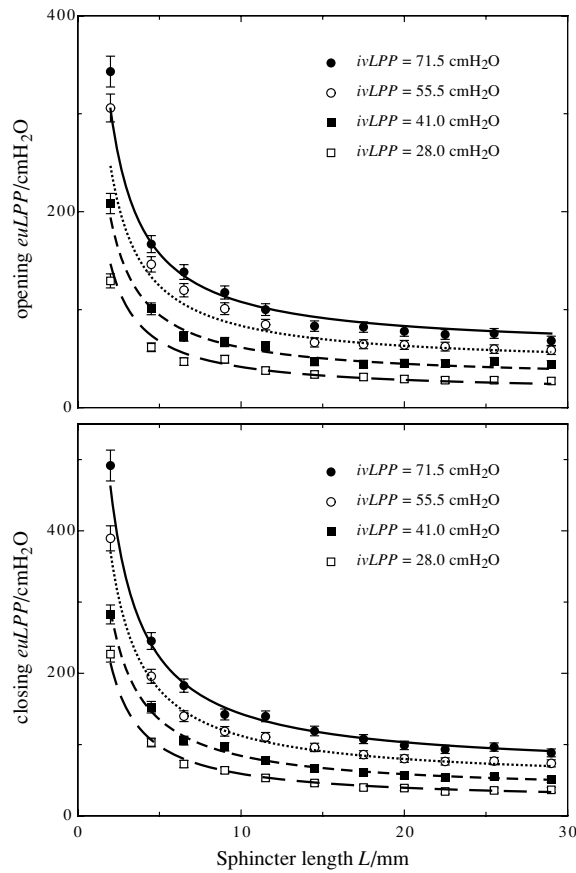 400
ivLPP = 71.5 cmH₂O
ivLPP = 55.5 cmH₂O
ivLPP = 41.0 cmH₂O
ivLPP = 28.0 cmH₂O
opening euLPP/cmH₂O
200
0
ivLPP = 71.5 cmH₂O
ivLPP = 55.5 cmH₂O
ivLPP = 41.0 cmH₂O
ivLPP = 28.0 cmH₂O
400
closing euLPP/cmH₂O
200
0
0 10 20 30
Sphincter length L/mm